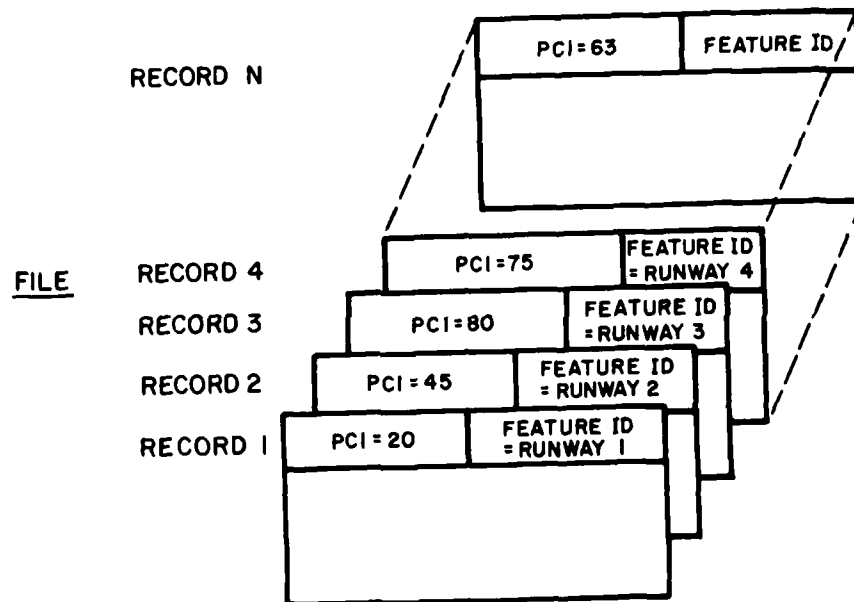 RECORD N
PCI=63
FEATURE ID
FILE
RECORD 4
PCI=75
FEATURE ID
= RUNWAY 4
RECORD 3
PCI=80
FEATURE ID
=RUNWAY 3
RECORD 2
PCI=45
FEATURE ID
=RUNWAY 2
RECORD 1
PCI=20
FEATURE ID
=RUNWAY 1